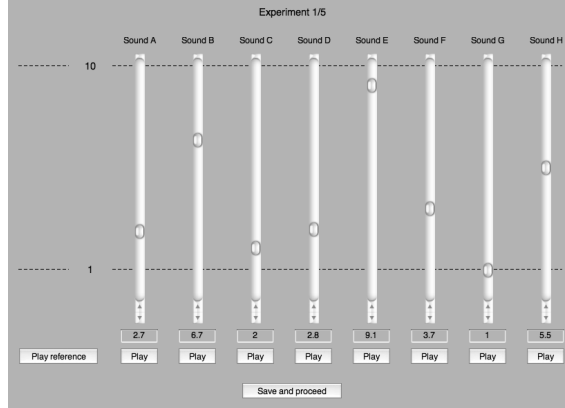 Experiment 1/5
Sound A Sound B Sound C Sound D Sound E Sound F Sound G Sound H
10
1
2.7 6.7 2 2.8 9.1 3.7 1 5.5
Play reference Play Play Play Play Play Play Play Play
Save and proceed